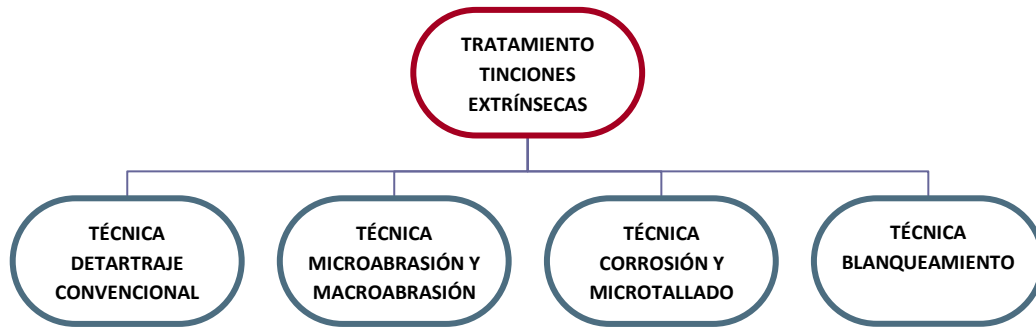 TRATAMIENTO
TINCIONES
EXTRÍNSECAS
TÉCNICA
DETARTRAJE
CONVENCIONAL
TÉCNICA
MICROABRASIÓN Y
MACROABRASIÓN
TÉCNICA
CORROSIÓN Y
MICROTALLADO
TÉCNICA
BLANQUEAMIENTO